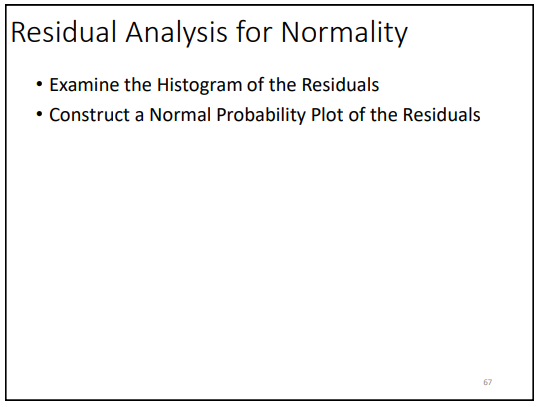 Residual Analysis for Normality
• Examine the Histogram of the Residuals
• Construct a Normal Probability Plot of the Residuals
67